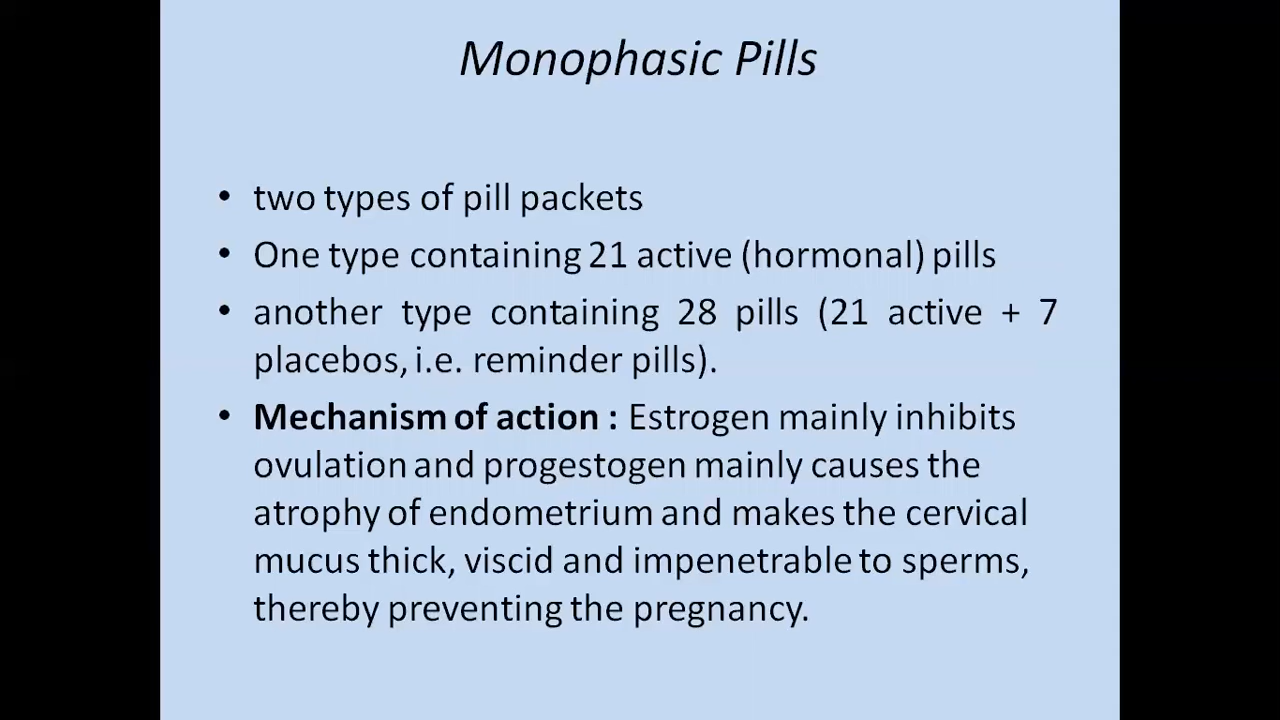 Monophasic Pills
• two types of pill packets
• One type containing 21 active (hormonal) pills
• another type containing 28 pills (21 active + 7
placebos, i.e. reminder pills).
• Mechanism of action : Estrogen mainly inhibits
ovulation and progestogen mainly causes the
atrophy of endometrium and makes the cervical
mucus thick, viscid and impenetrable to sperms,
thereby preventing the pregnancy.